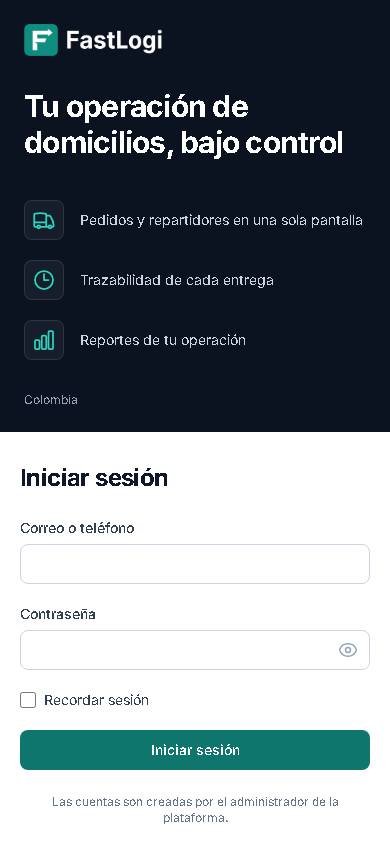 FastLogi
Tu operación de
domicilios, bajo control
Pedidos y repartidores en una sola pantalla
Trazabilidad de cada entrega
Reportes de tu operación
Colombia
Iniciar sesión
Correo o teléfono
Contraseña
Recordar sesión
Iniciar sesión
Las cuentas son creadas por el administrador de la
plataforma.